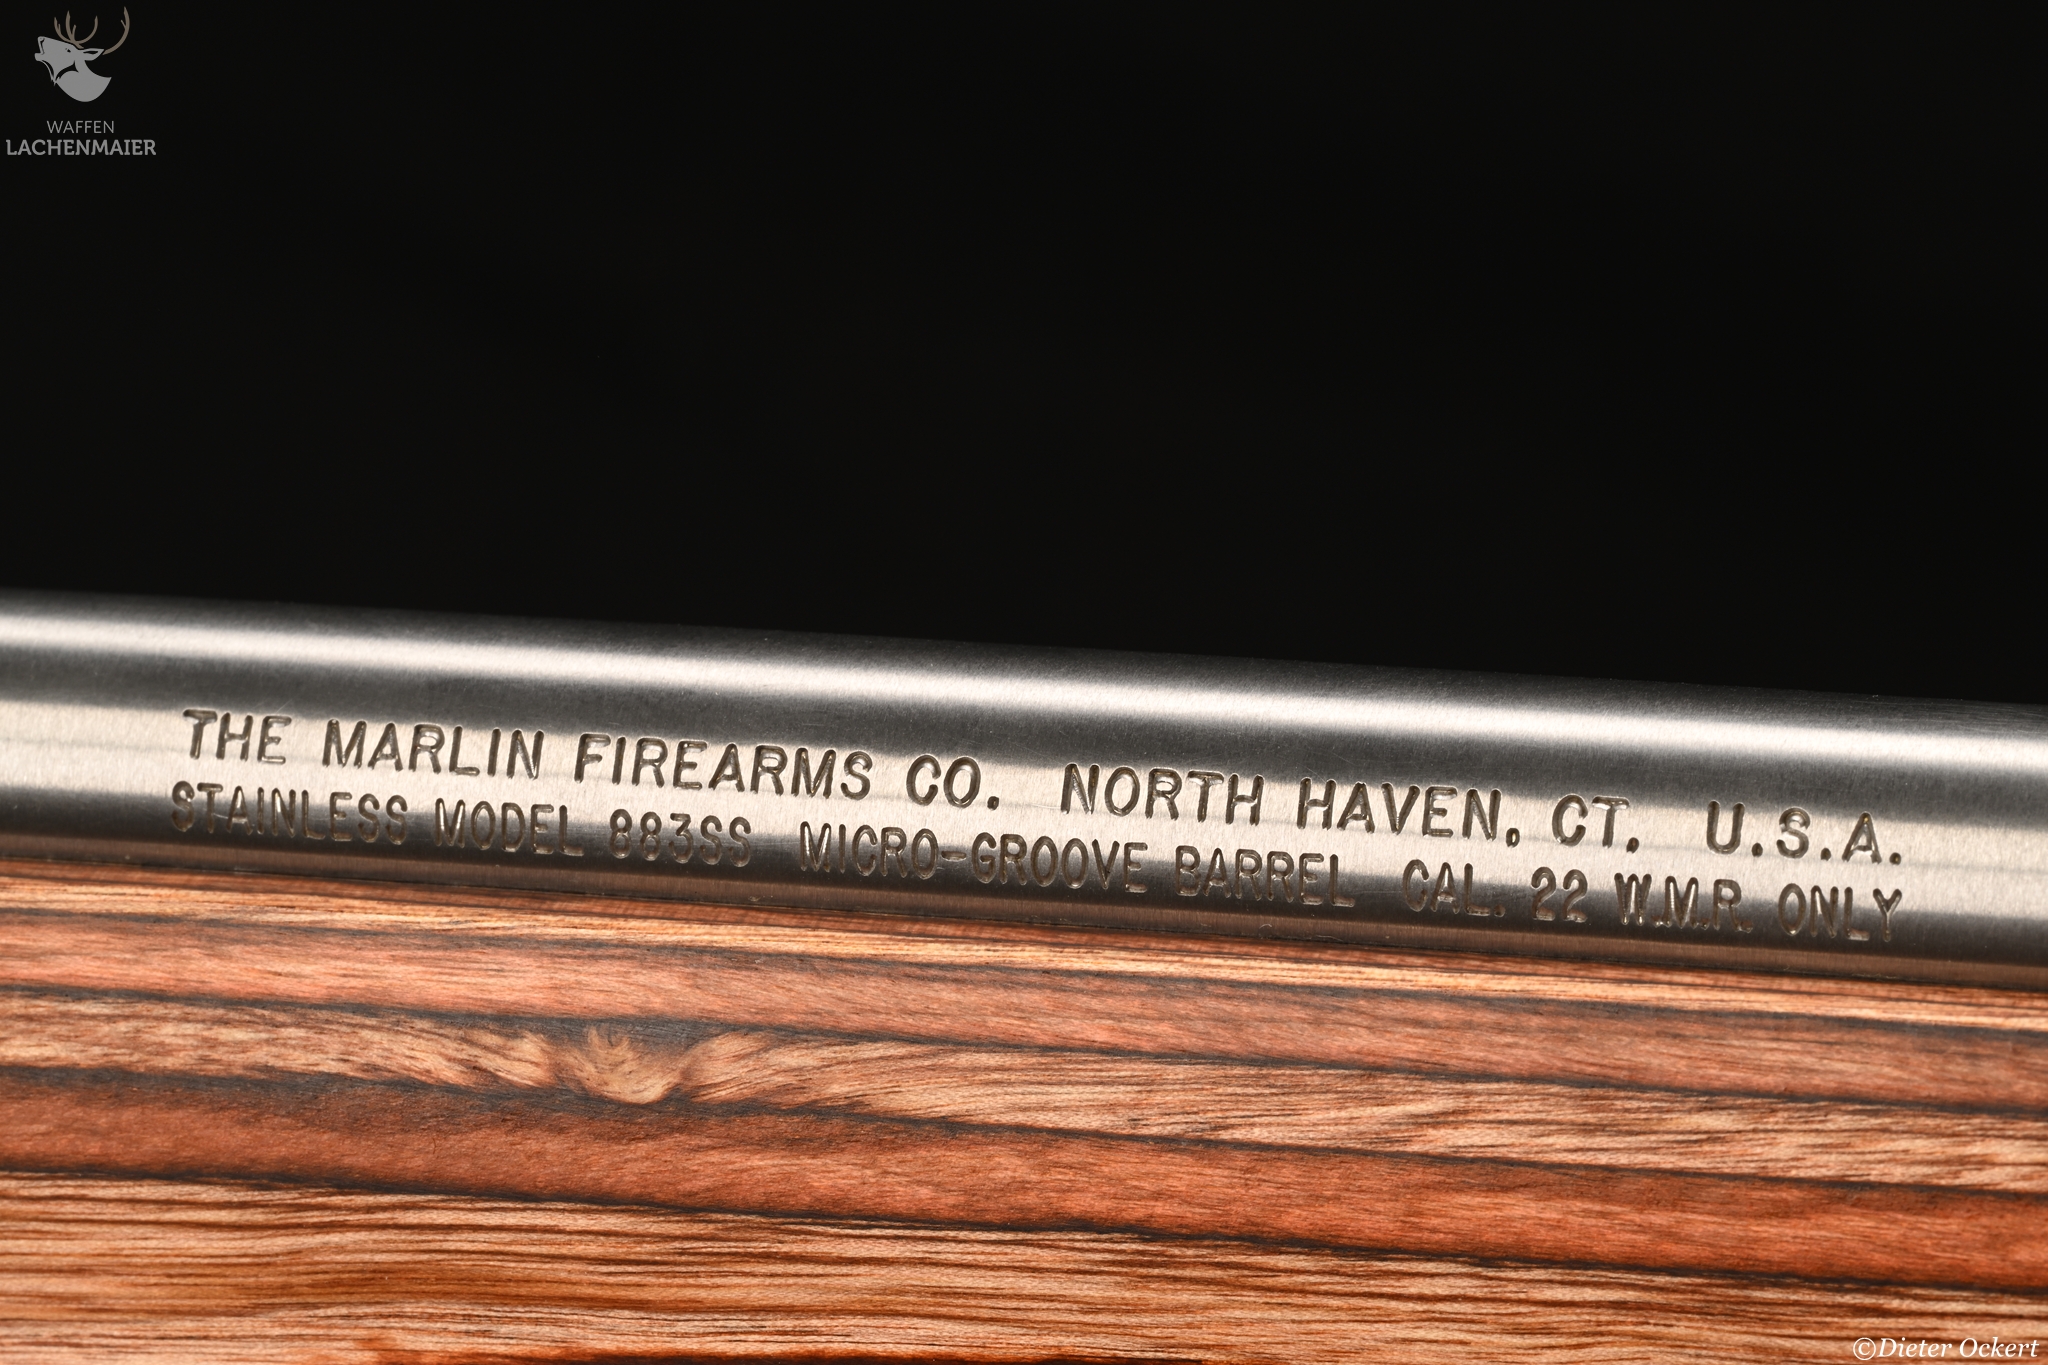 WAFFEN
LACHENMAIER
THE MARLIN FIREARMS CO. NORTH HAVEN, CT. U.S.A.
STAINLESS MODEL 883SS MICRO-GROOVE BARREL CAL. 22 W.M.R. ONLY
©Dieter Ockert